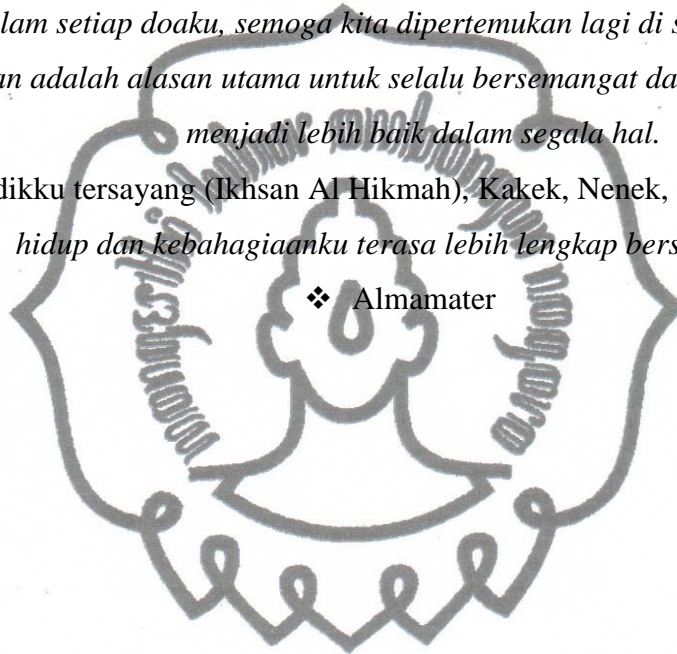 lam setiap doaku, semoga kita dipertemukan lagi di s
an adalah alasan utama untuk selalu bersemangat da
menjadi lebih baik dalam segala hal.
dikku tersayang (Ikhsan Al Hikmah), Kakek, Nenek,
hidup dan kebahagiaanku terasa lebih lengkap bers
❖ Almamater